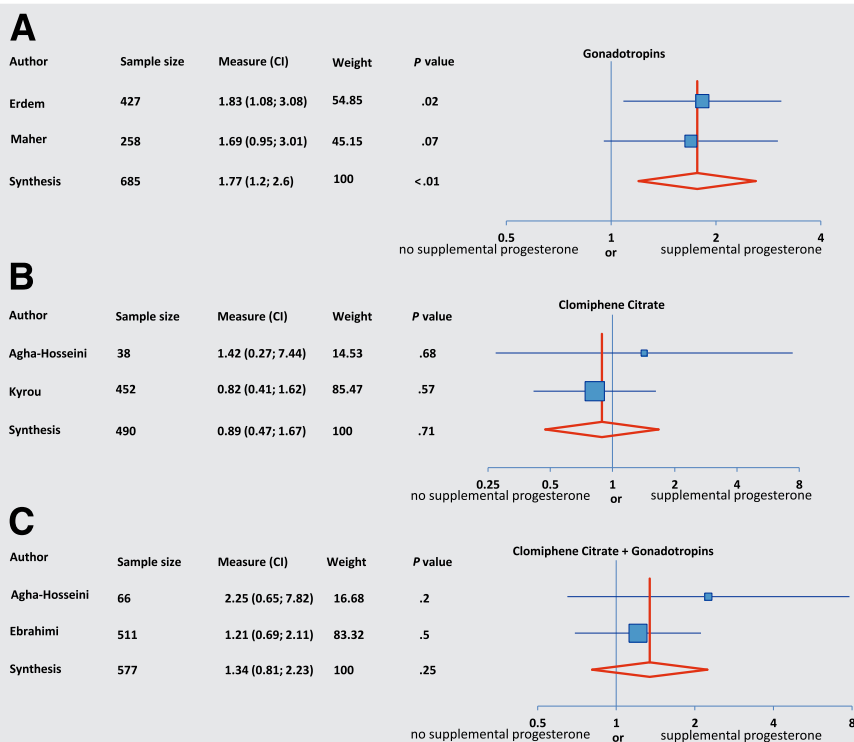 A
Gonadotropins
Author Sample size Measure (CI) Weight P value
Erdem 427 1.83 (1.08; 3.08) 54.85 .02
Maher 258 1.69 (0.95; 3.01) 45.15 .07
Synthesis 685 1.77 (1.2; 2.6) 100 <.01
0.5 1 2 4
no supplemental progesterone or supplemental progesterone
B
Clomiphene Citrate
Author Sample size Measure (CI) Weight P value
Agha-Hosseini 38 1.42 (0.27; 7.44) 14.53 .68
Kyrou 452 0.82 (0.41; 1.62) 85.47 .57
Synthesis 490 0.89 (0.47; 1.67) 100 .71
0.25 0.5 1 2 4 8
no supplemental progesterone or supplemental progesterone
C
Clomiphene Citrate + Gonadotropins
Author Sample size Measure (CI) Weight P value
Agha-Hosseini 66 2.25 (0.65; 7.82) 16.68 .2
Ebrahimi 511 1.21 (0.69; 2.11) 83.32 .5
Synthesis 577 1.34 (0.81; 2.23) 100 .25
0.5 1 2 4 8
no supplemental progesterone or supplemental progesterone